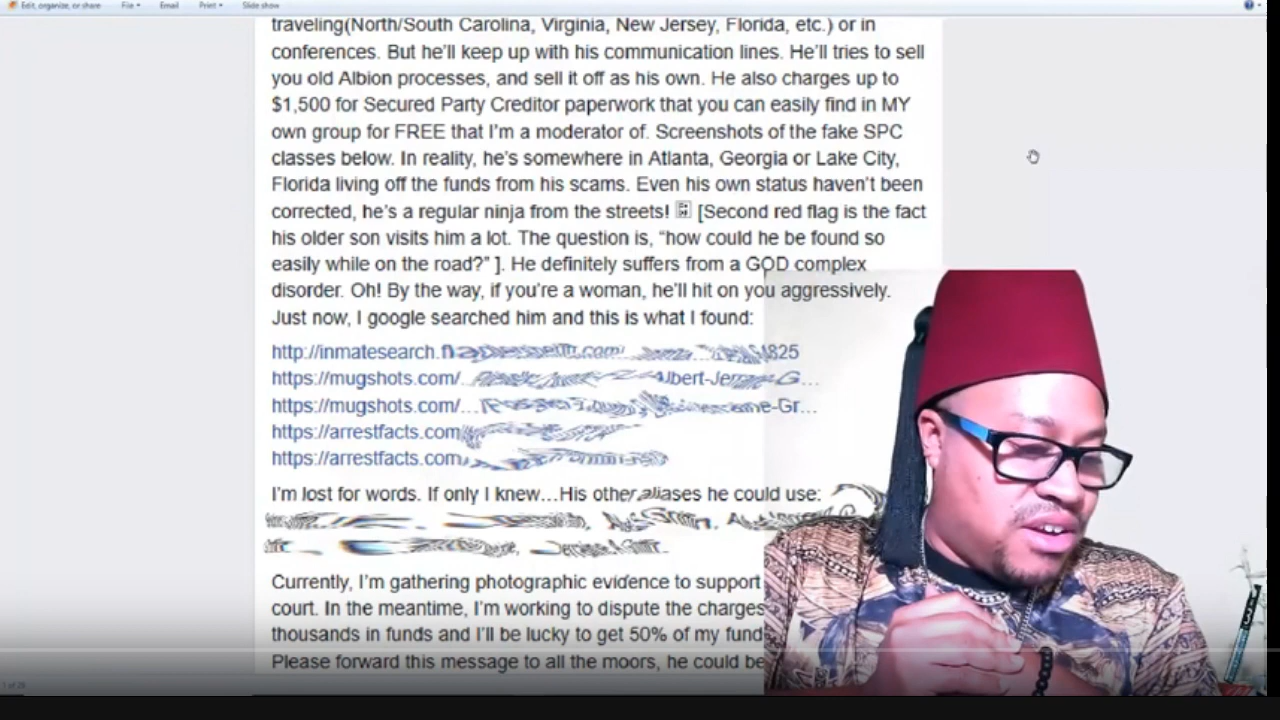 Edit, organize, or share File Email Print Slide show
traveling(North/South Carolina, Virginia, New Jersey, Florida, etc.) or in
conferences. But he'll keep up with his communication lines. He'll tries to sell
you old Albion processes, and sell it off as his own. He also charges up to
$1,500 for Secured Party Creditor paperwork that you can easily find in MY
own group for FREE that I'm a moderator of. Screenshots of the fake SPC
classes below. In reality, he's somewhere in Atlanta, Georgia or Lake City,
Florida living off the funds from his scams. Even his own status haven't been
corrected, he's a regular ninja from the streets! [Second red flag is the fact
his older son visits him a lot. The question is, “how could he be found so
easily while on the road?” ]. He definitely suffers from a GOD complex
disorder. Oh! By the way, if you're a woman, he'll hit on you aggressively.
Just now, I google searched him and this is what I found:
http://inmatesearch. 825
https://mugshots.com/...
https://mugshots.com/...
https://arrestfacts.com
https://arrestfacts.com
I'm lost for words. If only I knew...His other aliases he could use:
Currently, I'm gathering photographic evidence to support
court. In the meantime, I'm working to dispute the charges
thousands in funds and I'll be lucky to get 50% of my fund
Please forward this message to all the moors, he could be